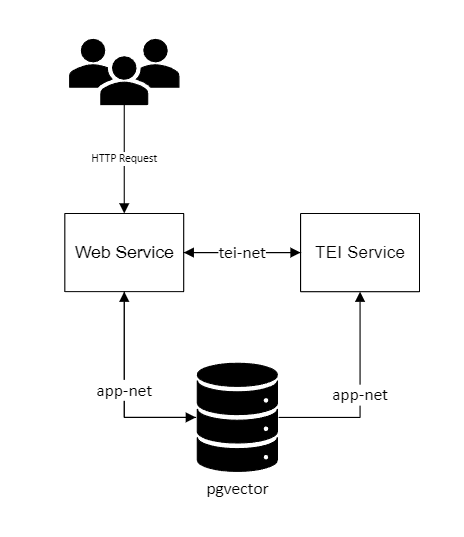 HTTP Request
Web Service
tei-net
TEI Service
app-net
app-net
pgvector